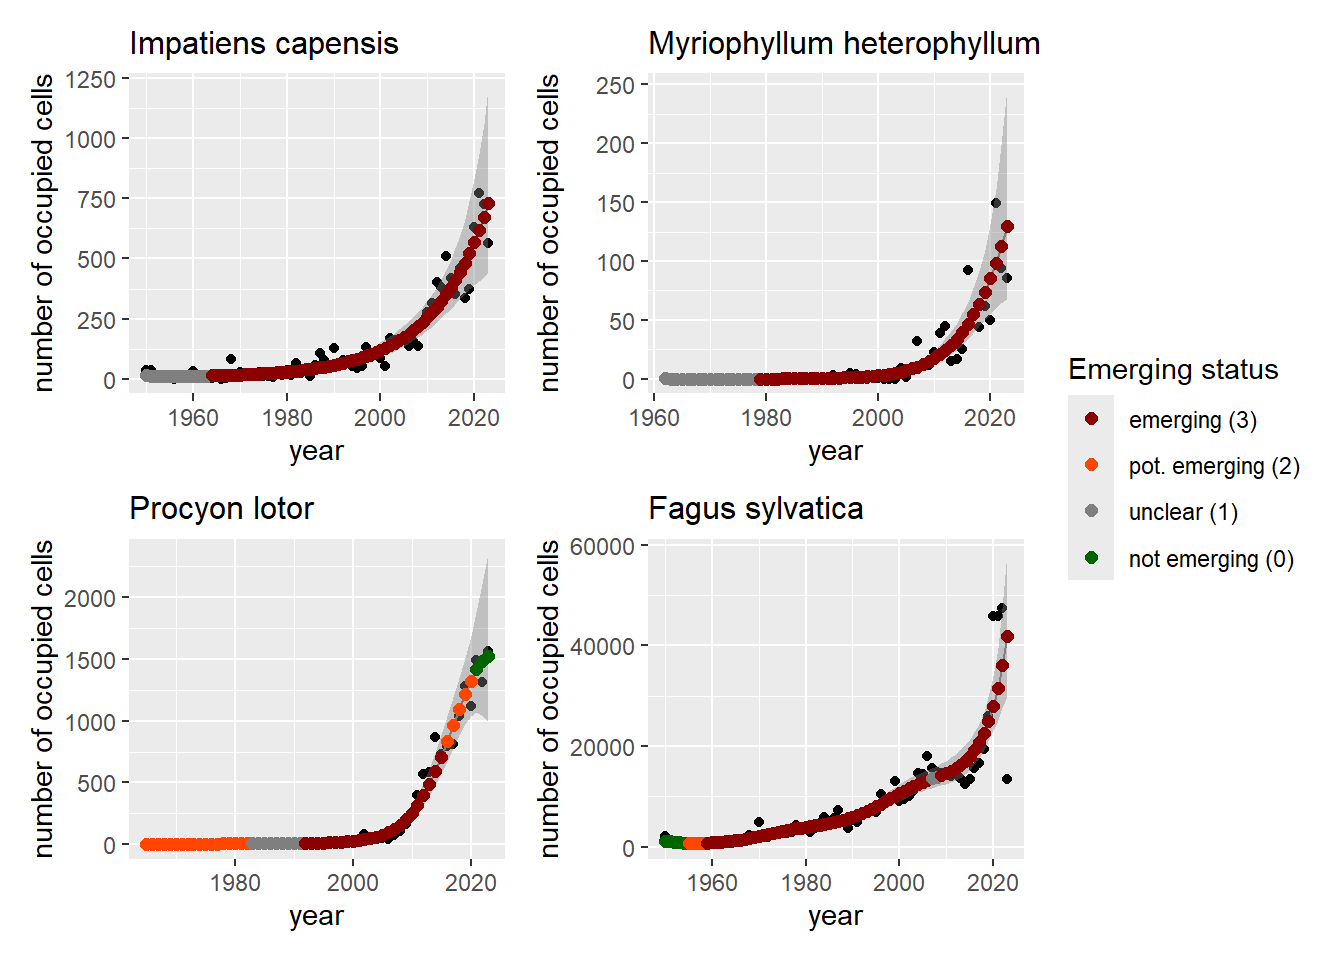 Impatiens capensis
number of occupied cells
1250
1000
750
500
250
0
1960 1980 2000 2020
year
Myriophyllum heterophyllum
number of occupied cells
250
200
150
100
50
0
1960 1980 2000 2020
year
Procyon lotor
number of occupied cells
2000
1500
1000
500
0
1980 2000 2020
year
Fagus sylvatica
number of occupied cells
60000
40000
20000
0
1960 1980 2000 2020
year
Emerging status
emerging (3)
pot. emerging (2)
unclear (1)
not emerging (0)